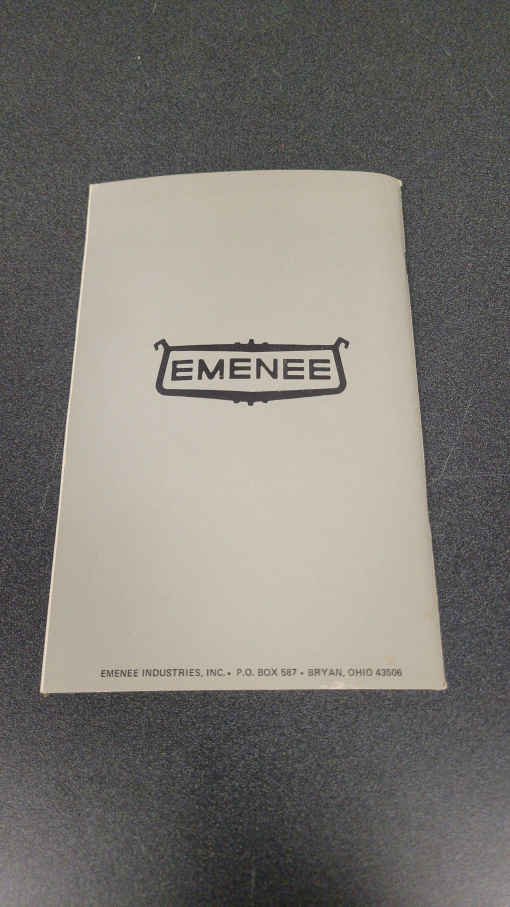 EMENEE
EMENEE INDUSTRIES, INC. • P.O. BOX 587 • BRYAN, OHIO 43506